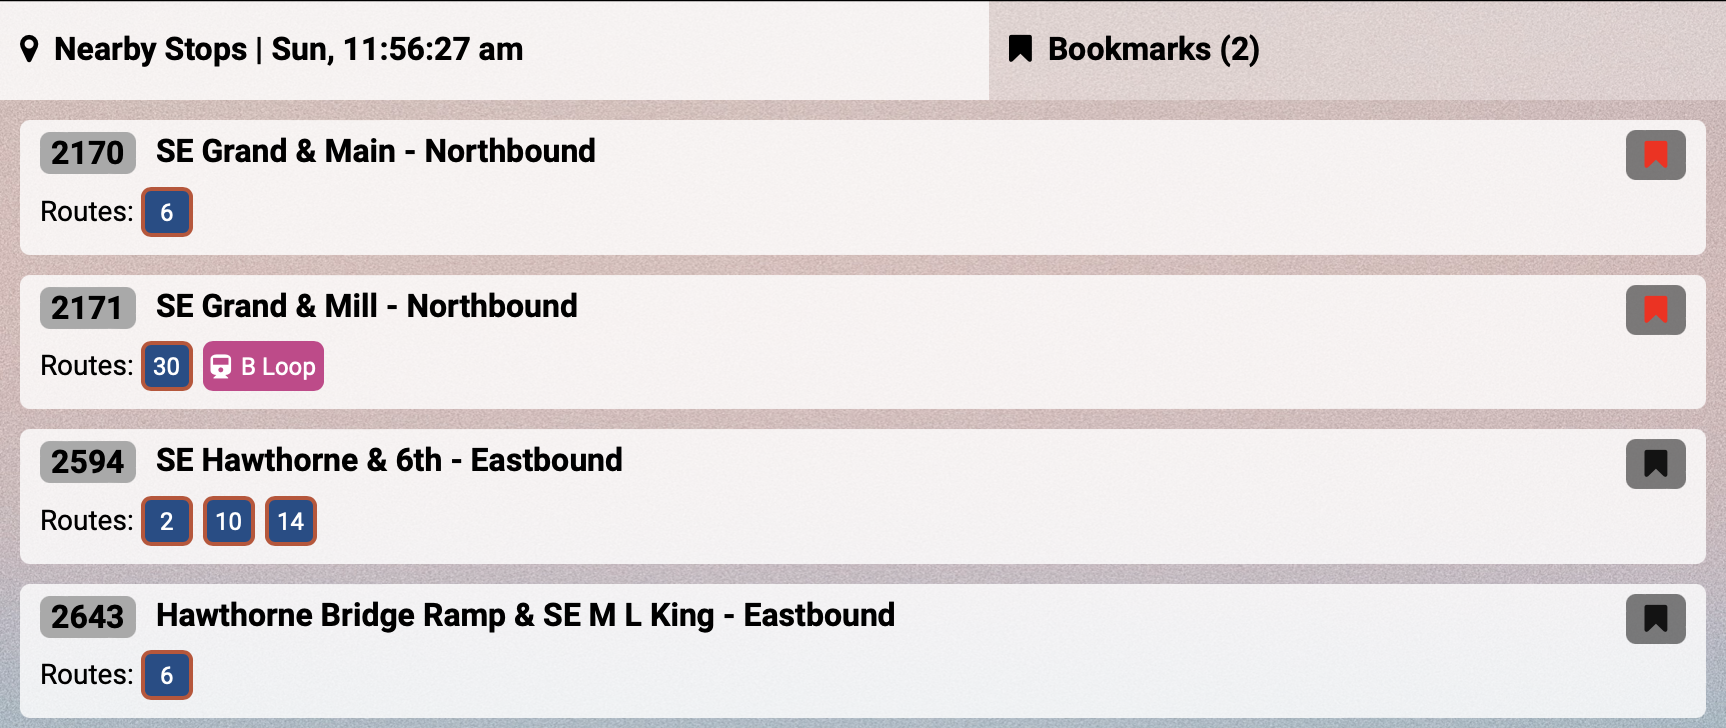 Nearby Stops | Sun, 11:56:27 am
Bookmarks (2)
2170 SE Grand & Main - Northbound
Routes: 6
2171 SE Grand & Mill - Northbound
Routes: 30 B Loop
2594 SE Hawthorne & 6th - Eastbound
Routes: 2 10 14
2643 Hawthorne Bridge Ramp & SE M L King - Eastbound
Routes: 6